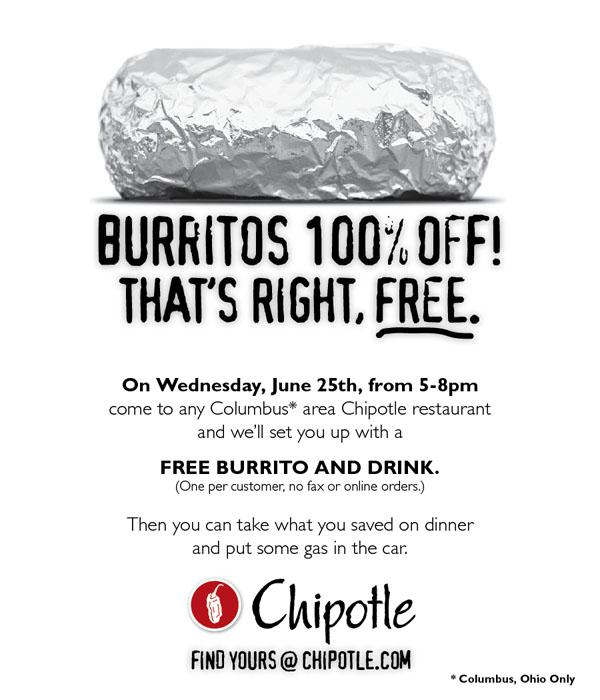 BURRITOS 100% OFF!
THAT'S RIGHT, FREE.
On Wednesday, June 25th, from 5-8pm
come to any Columbus* area Chipotle restaurant
and we'll set you up with a
FREE BURRITO AND DRINK.
(One per customer, no fax or online orders.)
Then you can take what you saved on dinner
and put some gas in the car.
Chipotle
FIND YOURS @ CHIPOTLE.COM
* Columbus, Ohio Only